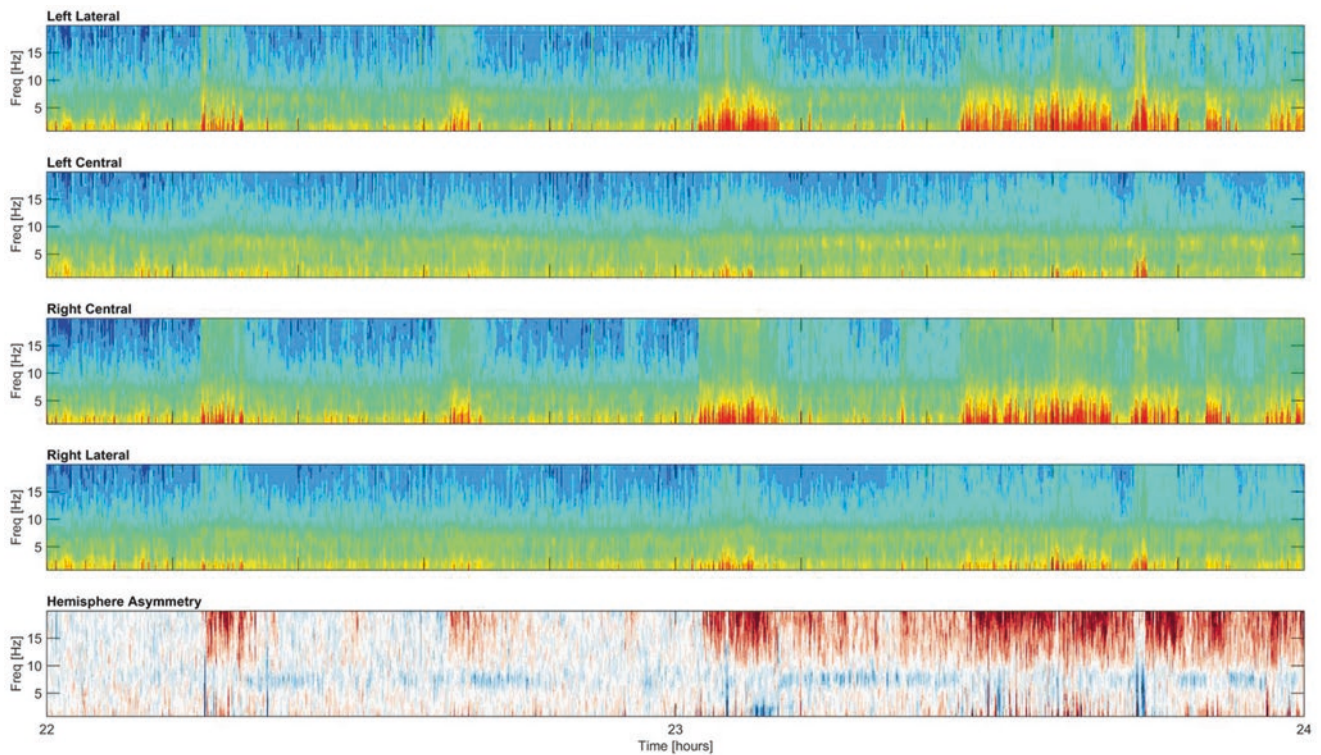 Left Lateral
Freq [Hz]
15
10
5
Left Central
Freq [Hz]
15
10
5
Right Central
Freq [Hz]
15
10
5
Right Lateral
Freq [Hz]
15
10
5
Hemisphere Asymmetry
Freq [Hz]
15
10
5
22
23
24
Time [hours]